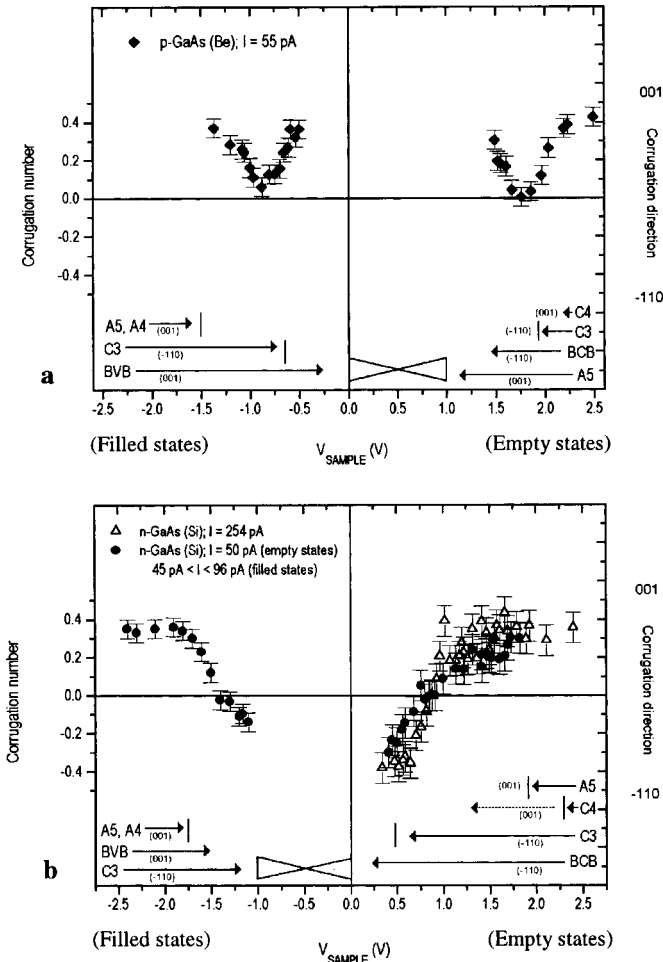 p-GaAs (Be); I = 55 pA
001
0.4
0.2
0.0
-0.2
-0.4
Corrugation number
Corrugation direction
-110
A5, A4
(001)
C3
(-110)
BVB
(001)
(001)
C4
(-110)
C3
BCB
(-110)
A5
(001)
a
-2.5 -2.0 -1.5 -1.0 -0.5 0.0 0.5 1.0 1.5 2.0 2.5
(Filled states)
V SAMPLE (V)
(Empty states)
n-GaAs (Si); I = 254 pA
n-GaAs (Si); I = 50 pA (empty states)
45 pA < I < 96 pA (filled states)
001
0.4
0.2
0.0
-0.2
-0.4
Corrugation number
Corrugation direction
-110
A5, A4
(001)
BVB
(001)
C3
(-110)
(001)
A5
C4
(001)
C3
(-110)
BCB
(-110)
b
-2.5 -2.0 -1.5 -1.0 -0.5 0.0 0.5 1.0 1.5 2.0 2.5
(Filled states)
V SAMPLE (V)
(Empty states)